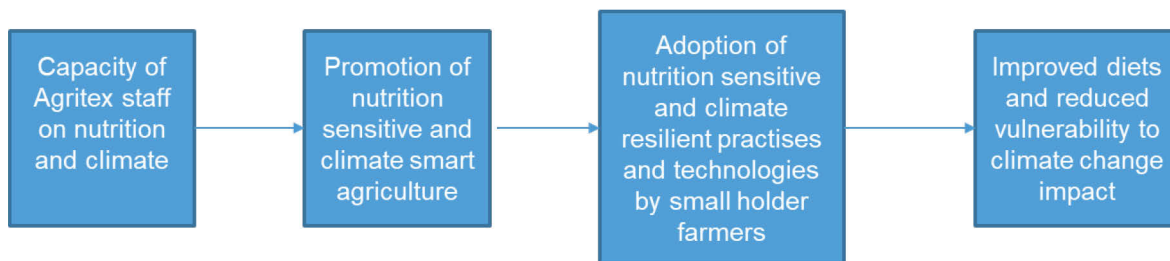 Capacity of
Agritex staff
on nutrition
and climate
Promotion of
nutrition
sensitive and
climate smart
agriculture
Adoption of
nutrition sensitive
and climate
resilient practises
and technologies
by small holder
farmers
Improved diets
and reduced
vulnerability to
climate change
impact